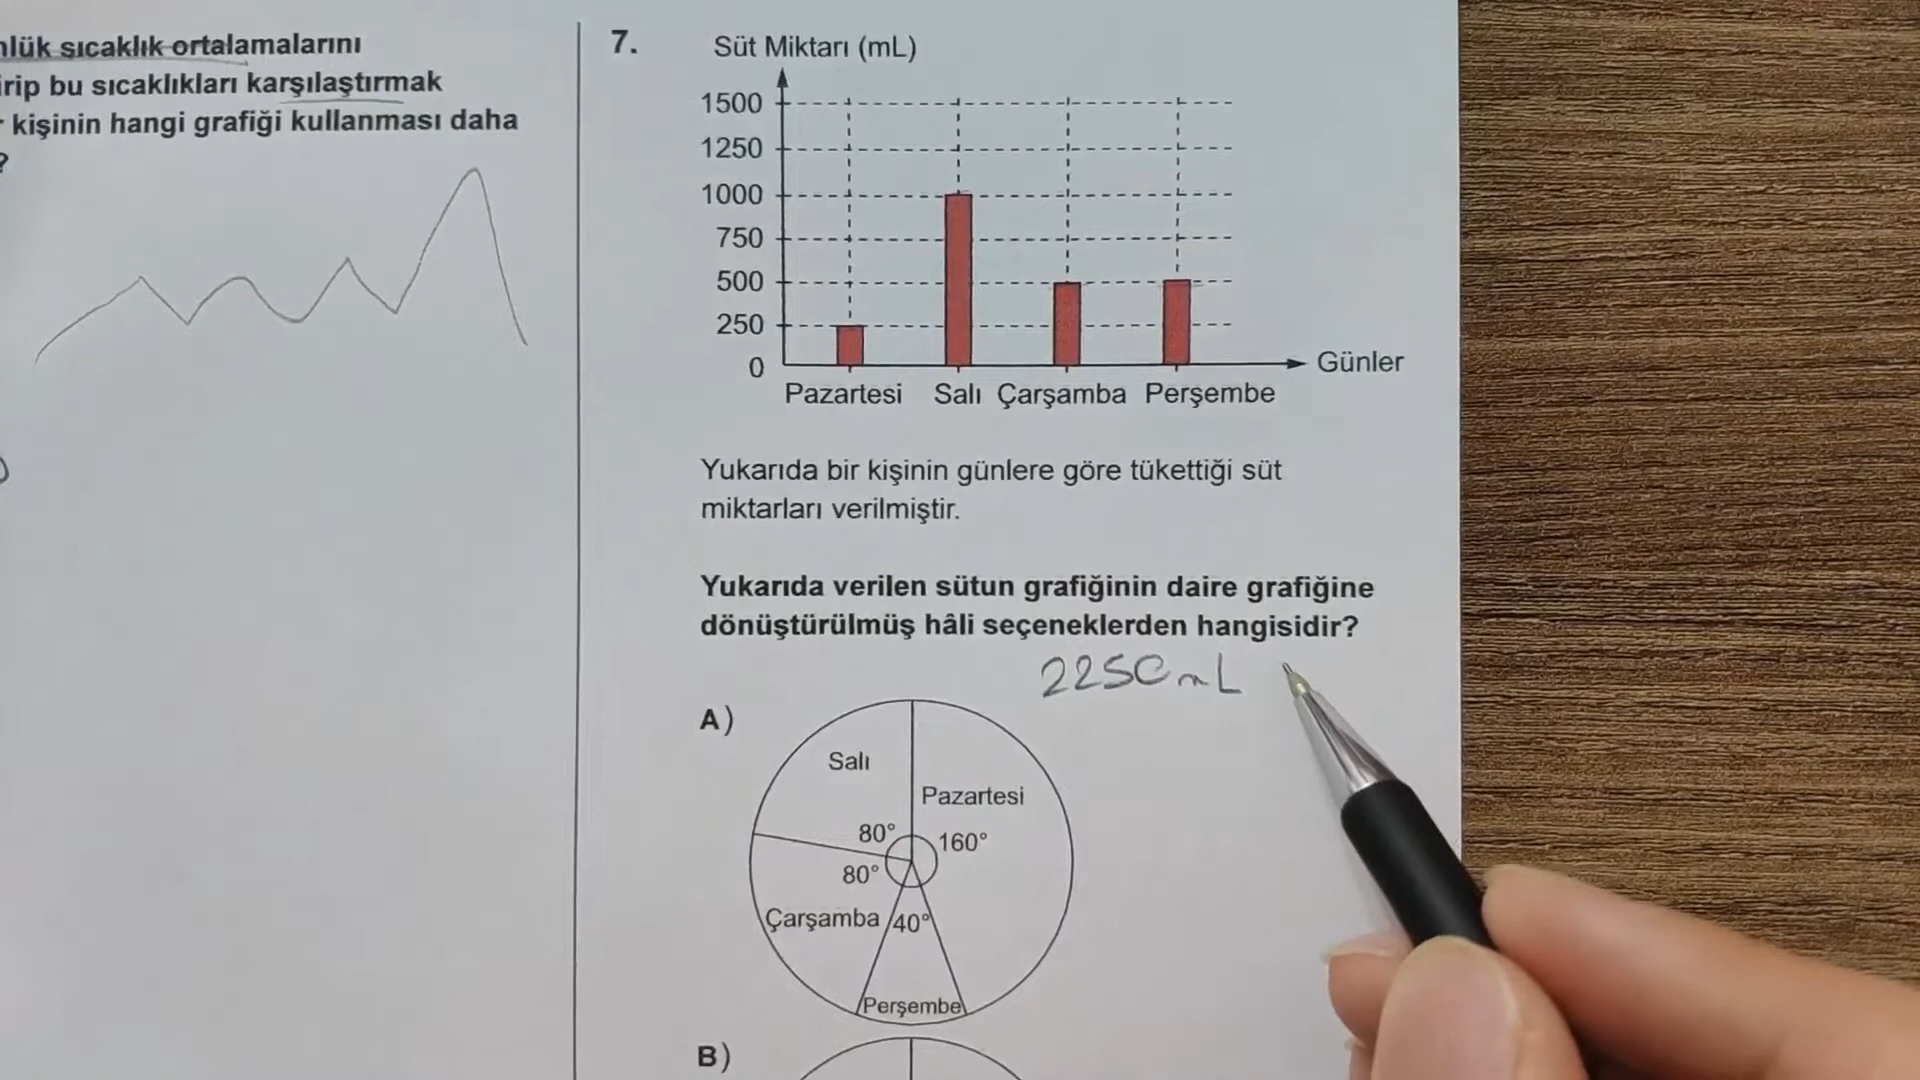 sıcaklık ortalamalarını
bu sıcaklıkları karşılaştırmak
kişinin hangi grafiği kullanması daha
?
7.
Süt Miktarı (mL)
1500
1250
1000
750
500
250
0
Günler
Pazartesi Salı Çarşamba Perşembe
Yukarıda bir kişinin günlere göre tükettiği süt
miktarları verilmiştir.
Yukarıda verilen sütun grafiğinin daire grafiğine
dönüştürülmüş hâli seçeneklerden hangisidir?
2250 mL
A)
Salı
Pazartesi
80°
160°
80°
Çarşamba
40°
Perşembe
B)